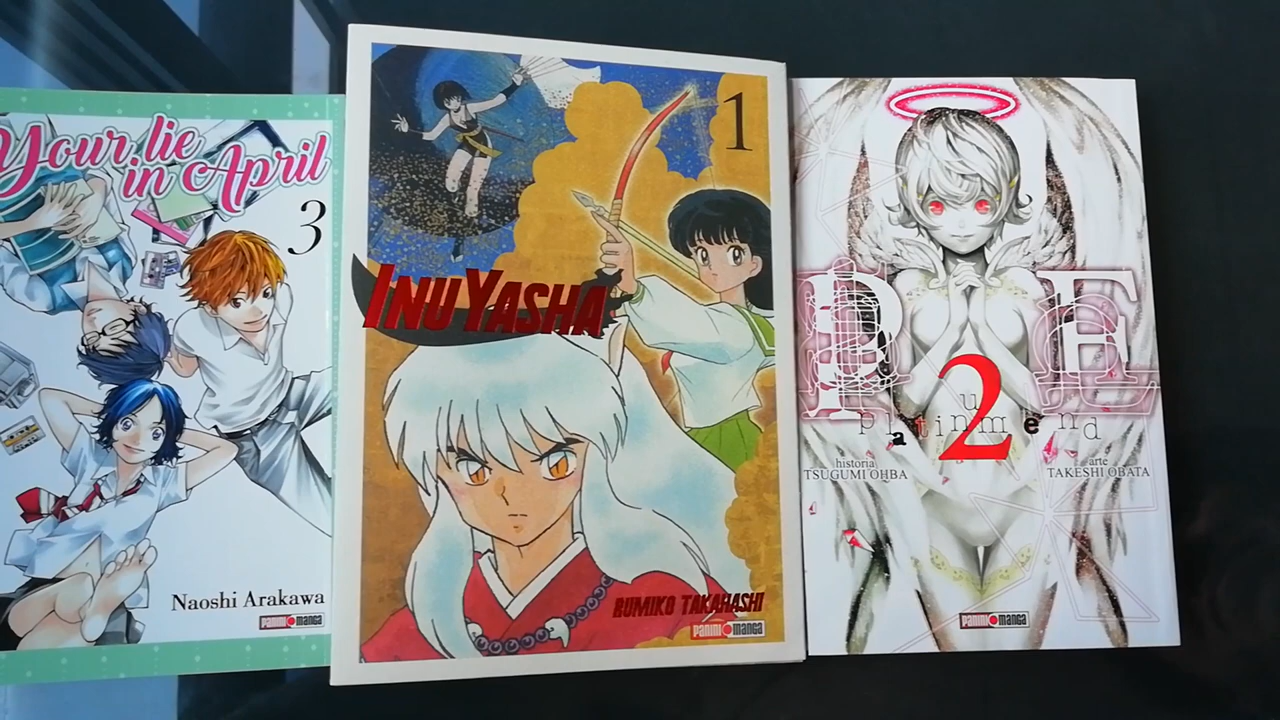 Your lie
in April
3
Naoshi Arakawa
PANINI MANGA
1
INUYASHA
RUMIKO TAKAHASHI
PANINI MANGA
P E
2
platinum end
historia
TSUGUMI OHBA
arte
TAKESHI OBATA
PANINI MANGA